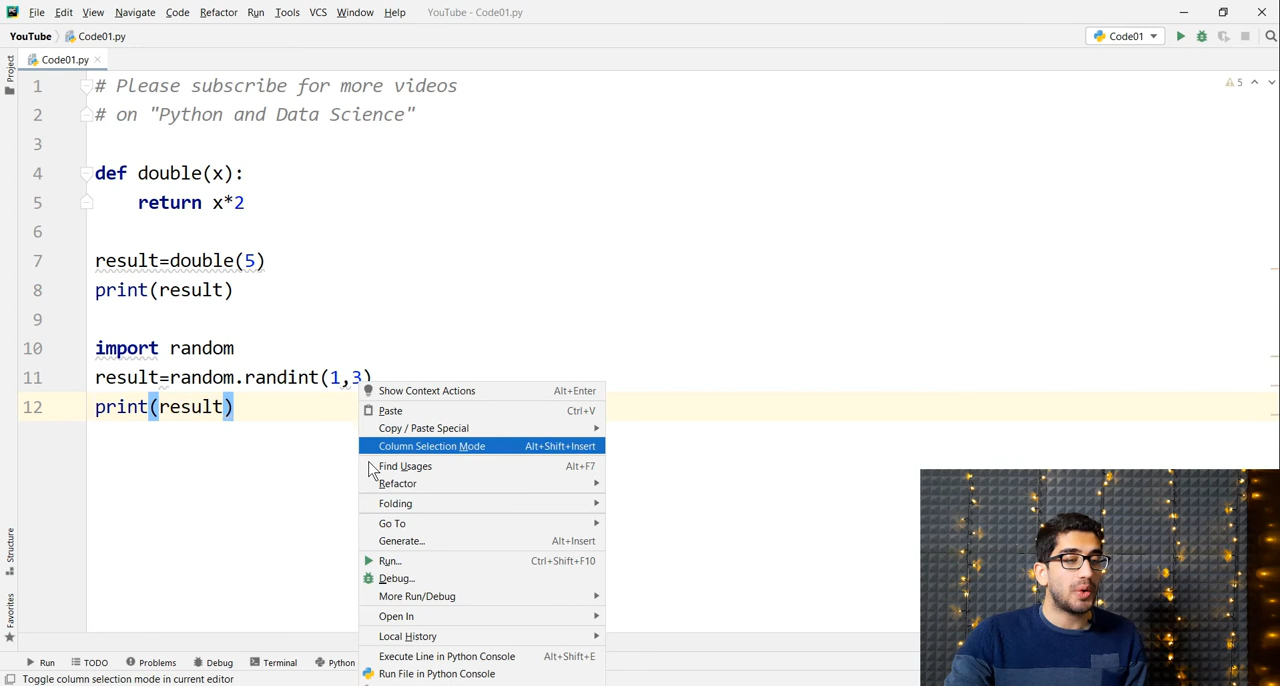 File Edit View Navigate Code Refactor Run Tools VCS Window Help YouTube - Code01.py
YouTube Code01.py Code01
Project
Code01.py
1 # Please subscribe for more videos
5
2 # on "Python and Data Science"
3
4 def double(x):
5 return x*2
6
7 result=double(5)
8 print(result)
9
10 import random
11 result=random.randint(1,3)
12 print(result)
Show Context Actions Alt+Enter
Paste Ctrl+V
Copy / Paste Special
Column Selection Mode Alt+Shift+Insert
Find Usages Alt+F7
Refactor
Folding
Go To
Generate... Alt+Insert
Run... Ctrl+Shift+F10
Debug...
More Run/Debug
Open In
Local History
Execute Line in Python Console Alt+Shift+E
Run File in Python Console
Structure
Favorites
Run TODO Problems Debug Terminal Python
Toggle column selection mode in current editor